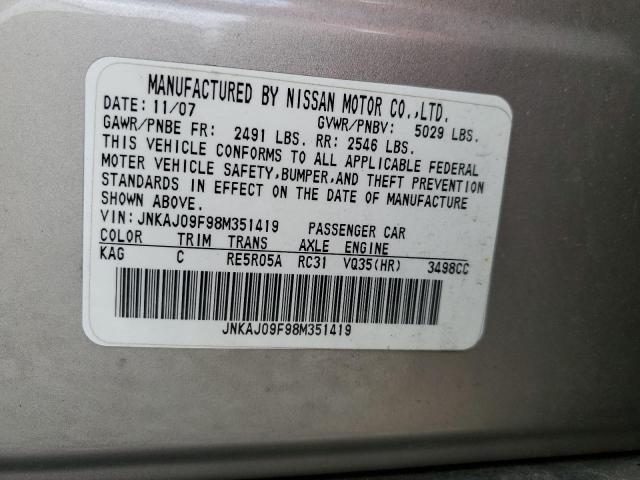 MANUFACTURED BY NISSAN MOTOR CO.,LTD.
DATE: 11/07 GVWR/PNBV: 5029 LBS.
GAWR/PNBE FR: 2491 LBS. RR: 2546 LBS.
THIS VEHICLE CONFORMS TO ALL APPLICABLE FEDERAL
MOTER VEHICLE SAFETY,BUMPER,AND THEFT PREVENTION
STANDARDS IN EFFECT ON THE DATE OF MANUFACTURE
SHOWN ABOVE.
VIN: JNKAJ09F98M351419 PASSENGER CAR
COLOR TRIM TRANS AXLE ENGINE
KAG C RE5R05A RC31 VQ35(HR) 3498CC
JNKAJ09F98M351419